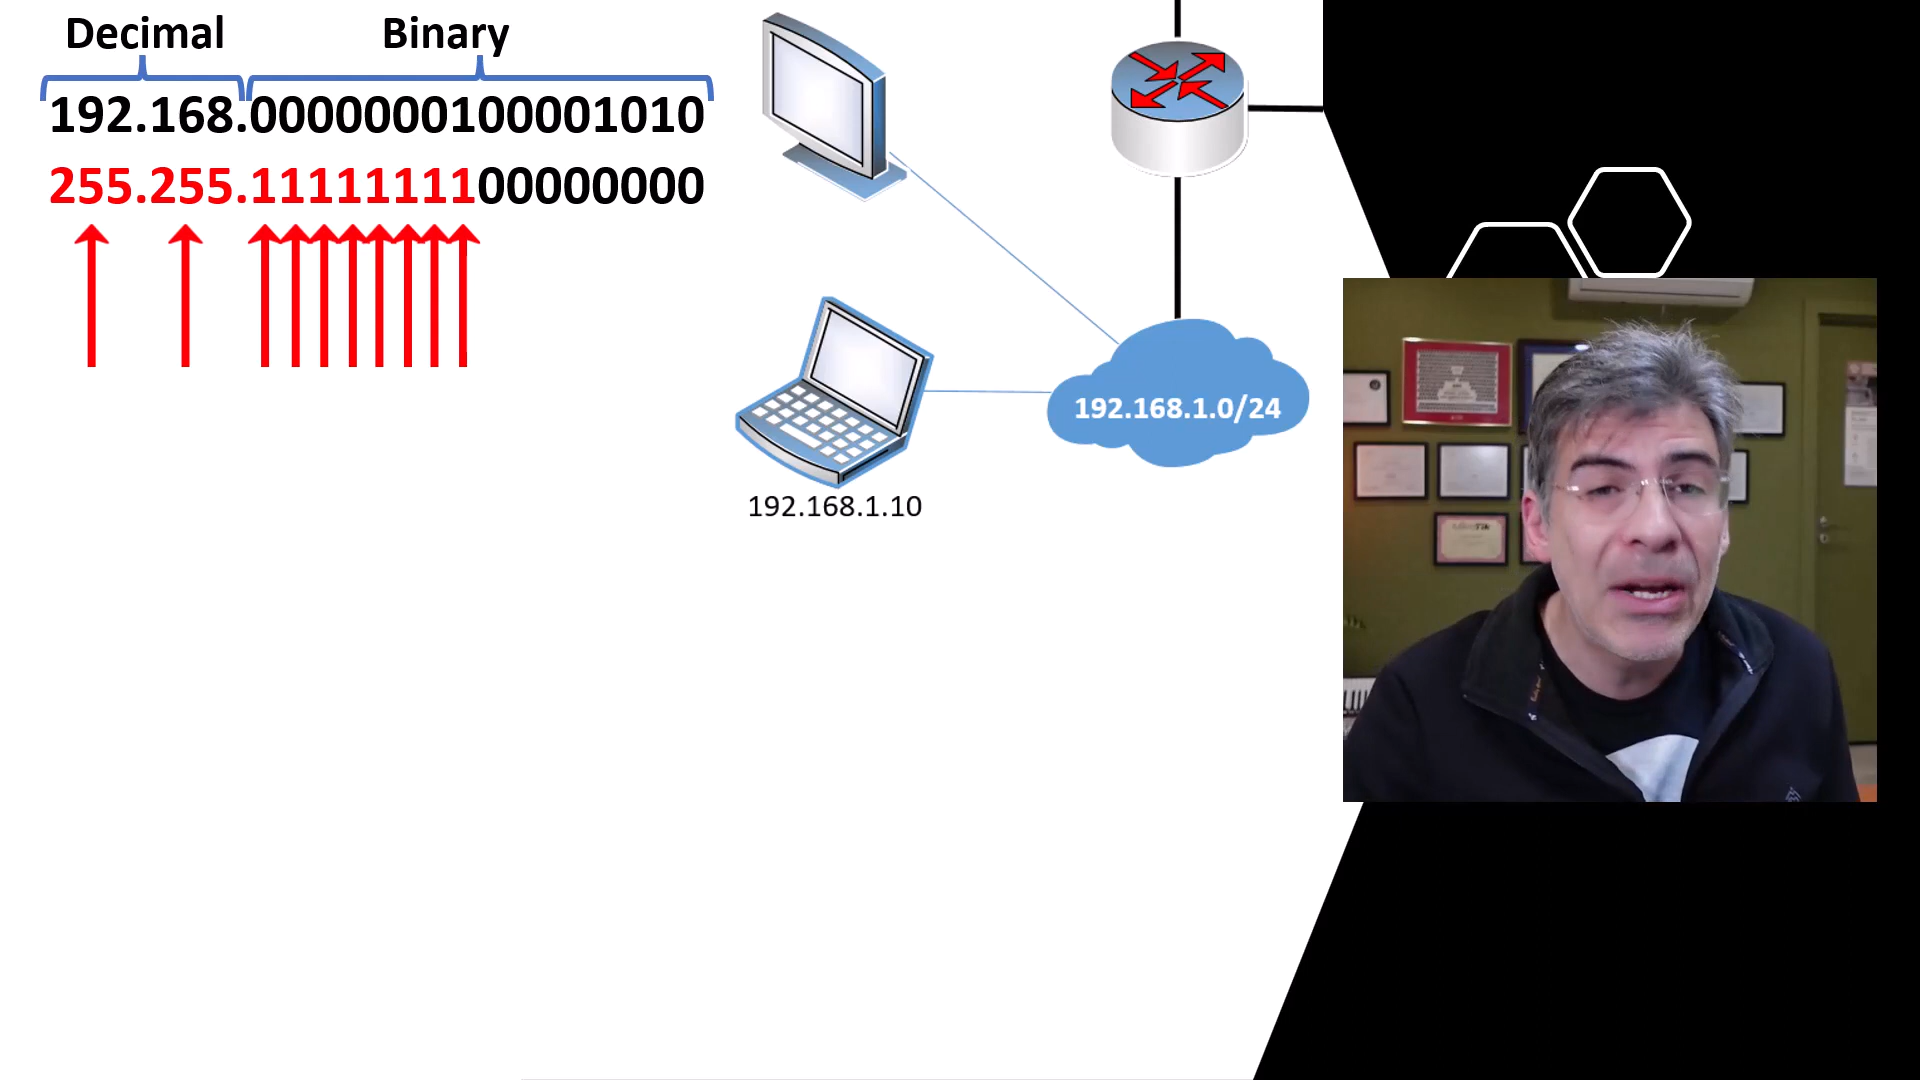 Decimal Binary
192.168.0000000100001010
255.255.1111111100000000
192.168.1.0/24
192.168.1.10